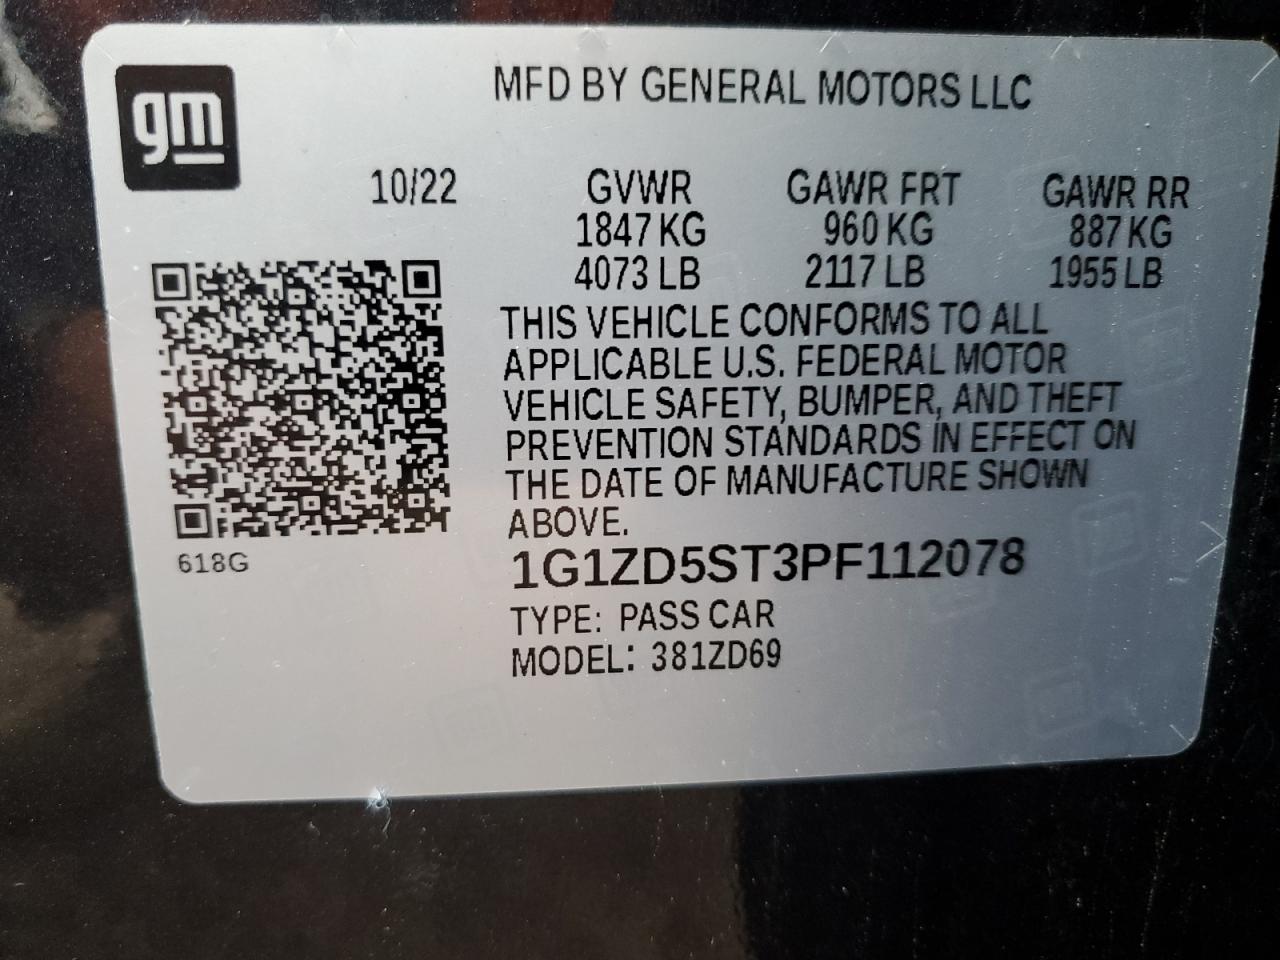 gm
MFD BY GENERAL MOTORS LLC
10/22 GVWR GAWR FRT GAWR RR
1847 KG 960 KG 887 KG
4073 LB 2117 LB 1955 LB
THIS VEHICLE CONFORMS TO ALL
APPLICABLE U.S. FEDERAL MOTOR
VEHICLE SAFETY, BUMPER, AND THEFT
PREVENTION STANDARDS IN EFFECT ON
THE DATE OF MANUFACTURE SHOWN
ABOVE.
618G
1G1ZD5ST3PF112078
TYPE: PASS CAR
MODEL: 381ZD69